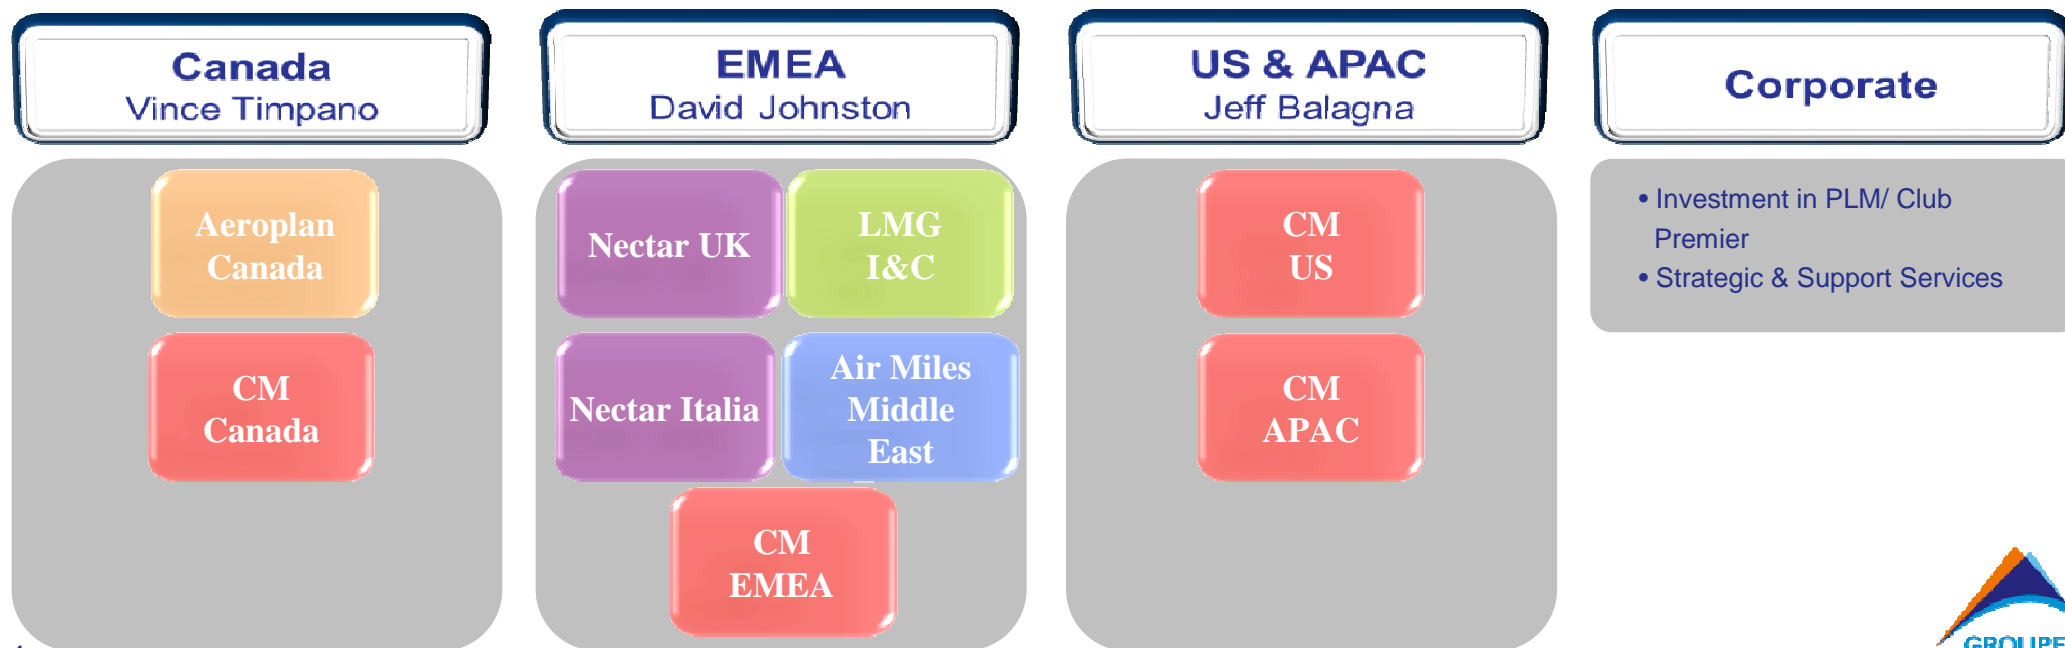 Canada
Vince Timpano
EMEA
David Johnston
US & APAC
Jeff Balagna
Corporate
Aeroplan
Canada
CM
Canada
Nectar UK
LMG
I&C
Nectar Italia
Air Miles
Middle
East
CM
EMEA
CM
US
CM
APAC
• Investment in PLM/ Club
Premier
• Strategic & Support Services
GROUPE